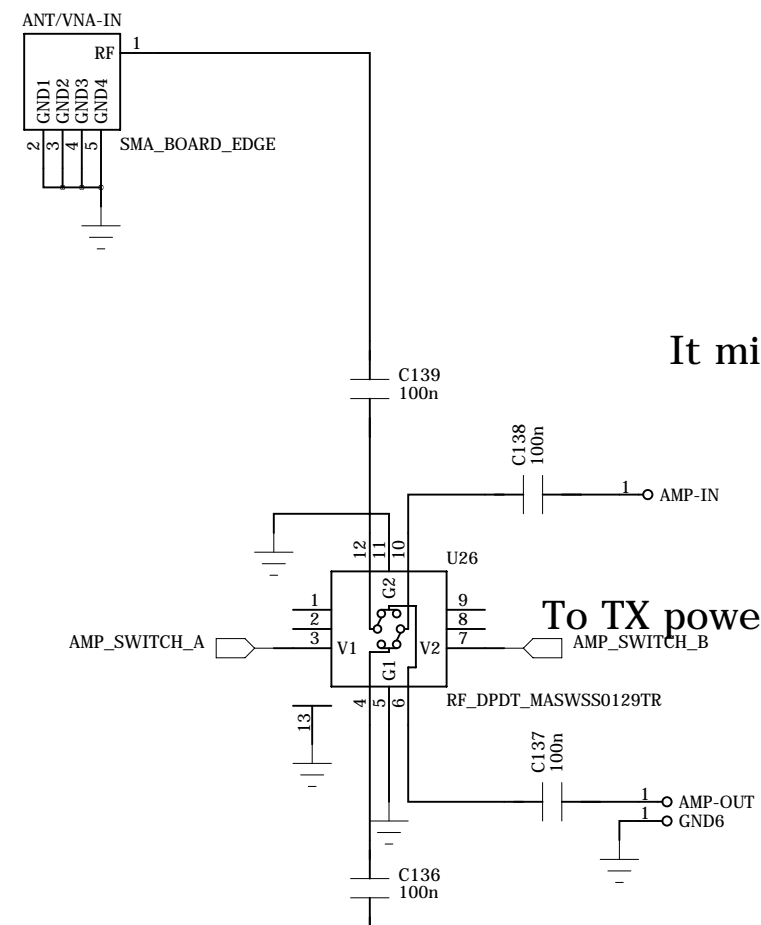 ANT/VNA-IN
RF
1
GND1
GND2
GND3
GND4
2
3
4
5
SMA_BOARD_EDGE
It mi
C139
100n
C138
100n
1
AMP-IN
12
11
10
U26
G2
1
2
3
9
8
7
AMP_SWITCH_A
V1
V2
To TX powe
AMP_SWITCH_B
G1
4
5
6
RF_DPDT_MASWSS0129TR
13
C137
100n
1
AMP-OUT
1
GND6
C136
100n